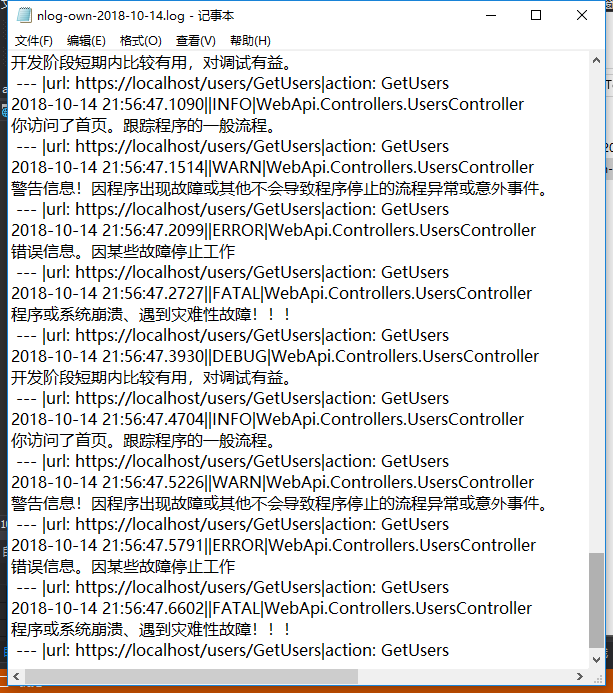 nlog-own-2018-10-14.log - 记事本
文件(F) 编辑(E) 格式(O) 查看(V) 帮助(H)
开发阶段短期内比较有用，对调试有益。
--- |url: https://localhost/users/GetUsers|action: GetUsers
2018-10-14 21:56:47.1090||INFO|WebApi.Controllers.UsersController
你访问了首页。跟踪程序的一般流程。
--- |url: https://localhost/users/GetUsers|action: GetUsers
2018-10-14 21:56:47.1514||WARN|WebApi.Controllers.UsersController
警告信息！因程序出现故障或其他不会导致程序停止的流程异常或意外事件。
--- |url: https://localhost/users/GetUsers|action: GetUsers
2018-10-14 21:56:47.2099||ERROR|WebApi.Controllers.UsersController
错误信息。因某些故障停止工作
--- |url: https://localhost/users/GetUsers|action: GetUsers
2018-10-14 21:56:47.2727||FATAL|WebApi.Controllers.UsersController
程序或系统崩溃、遇到灾难性故障！！！
--- |url: https://localhost/users/GetUsers|action: GetUsers
2018-10-14 21:56:47.3930||DEBUG|WebApi.Controllers.UsersController
开发阶段短期内比较有用，对调试有益。
--- |url: https://localhost/users/GetUsers|action: GetUsers
2018-10-14 21:56:47.4704||INFO|WebApi.Controllers.UsersController
你访问了首页。跟踪程序的一般流程。
--- |url: https://localhost/users/GetUsers|action: GetUsers
2018-10-14 21:56:47.5226||WARN|WebApi.Controllers.UsersController
警告信息！因程序出现故障或其他不会导致程序停止的流程异常或意外事件。
--- |url: https://localhost/users/GetUsers|action: GetUsers
2018-10-14 21:56:47.5791||ERROR|WebApi.Controllers.UsersController
错误信息。因某些故障停止工作
--- |url: https://localhost/users/GetUsers|action: GetUsers
2018-10-14 21:56:47.6602||FATAL|WebApi.Controllers.UsersController
程序或系统崩溃、遇到灾难性故障！！！
--- |url: https://localhost/users/GetUsers|action: GetUsers